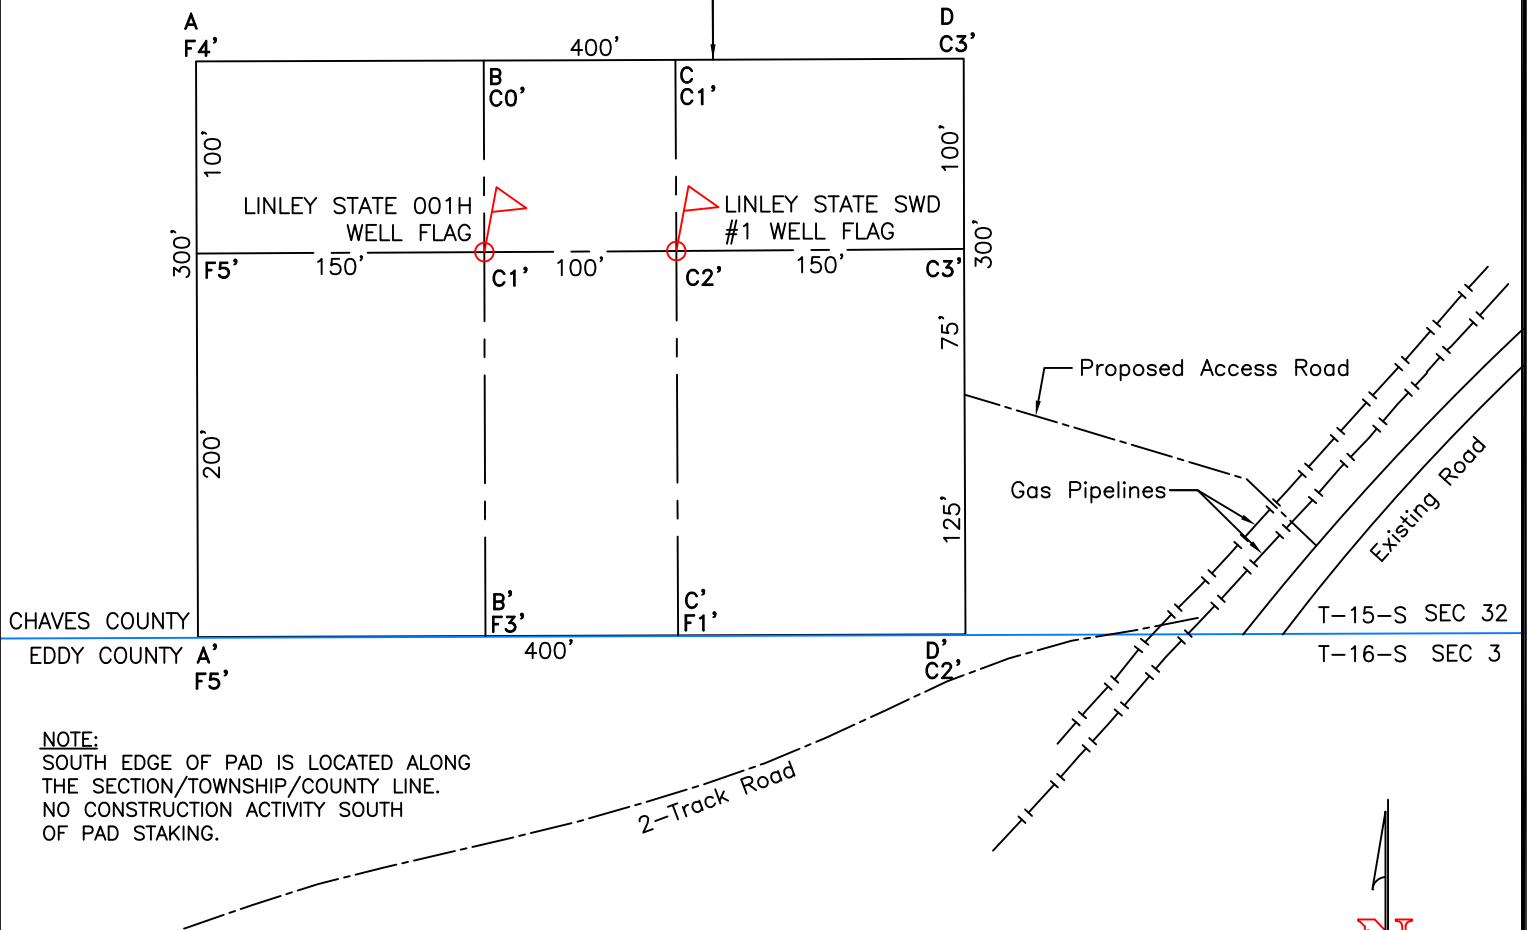 A
F4'
400'
D
C3'
B
C0'
C
C1'
100'
100'
LINLEY STATE 001H
WELL FLAG
LINLEY STATE SWD
#1 WELL FLAG
300'
F5'
150'
C1'
100'
C2'
150'
C3'
300'
75'
Proposed Access Road
200'
Gas Pipelines
125'
Existing Road
B'
F3'
C'
F1'
CHAVES COUNTY
T-15-S SEC 32
EDDY COUNTY
A'
F5'
400'
D'
C2'
T-16-S SEC 3
NOTE:
SOUTH EDGE OF PAD IS LOCATED ALONG
THE SECTION/TOWNSHIP/COUNTY LINE.
NO CONSTRUCTION ACTIVITY SOUTH
OF PAD STAKING.
2-Track Road
N